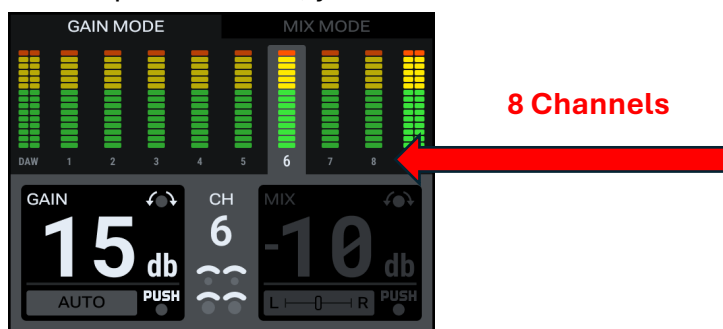 GAIN MODE MIX MODE
8 Channels
DAW 1 2 3 4 5 6 7 8
GAIN CH MIX
15 db 6 -10 db
AUTO PUSH L R PUSH